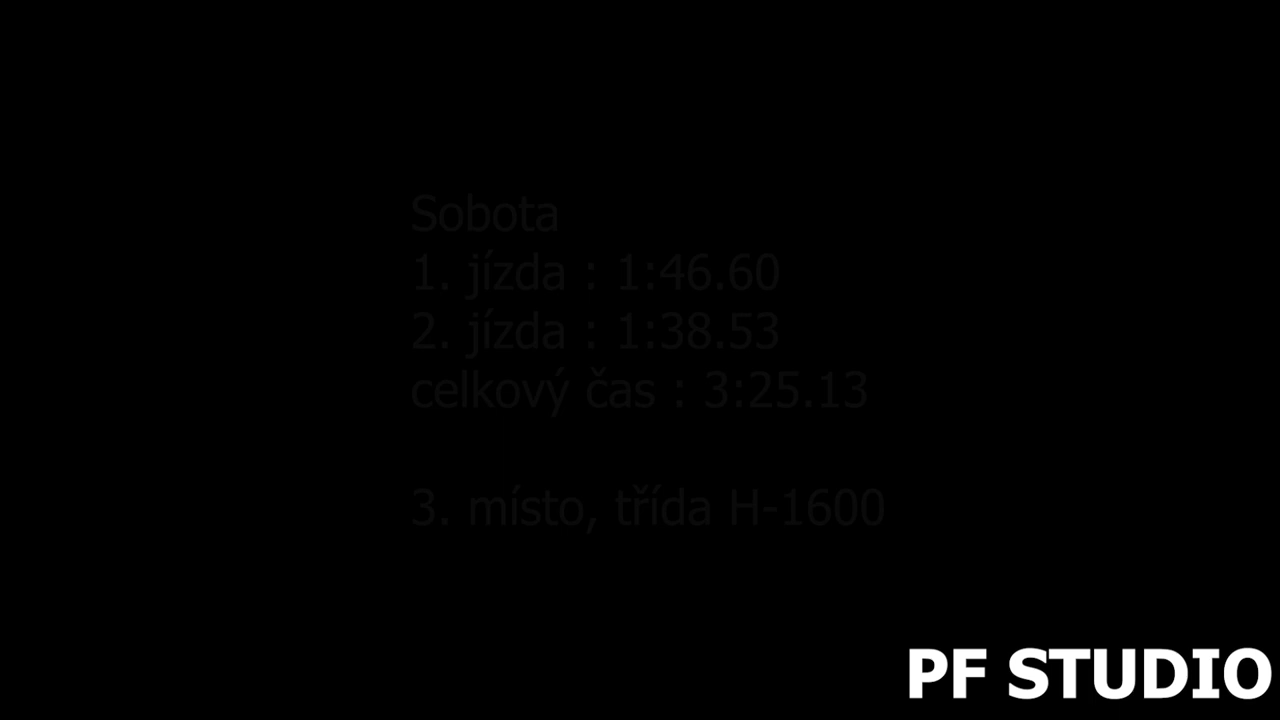 Sobota
1. jízda : 1:46.60
2. jízda : 1:38.53
celkový čas : 3:25.13
3. místo, třída H-1600
PF STUDIO